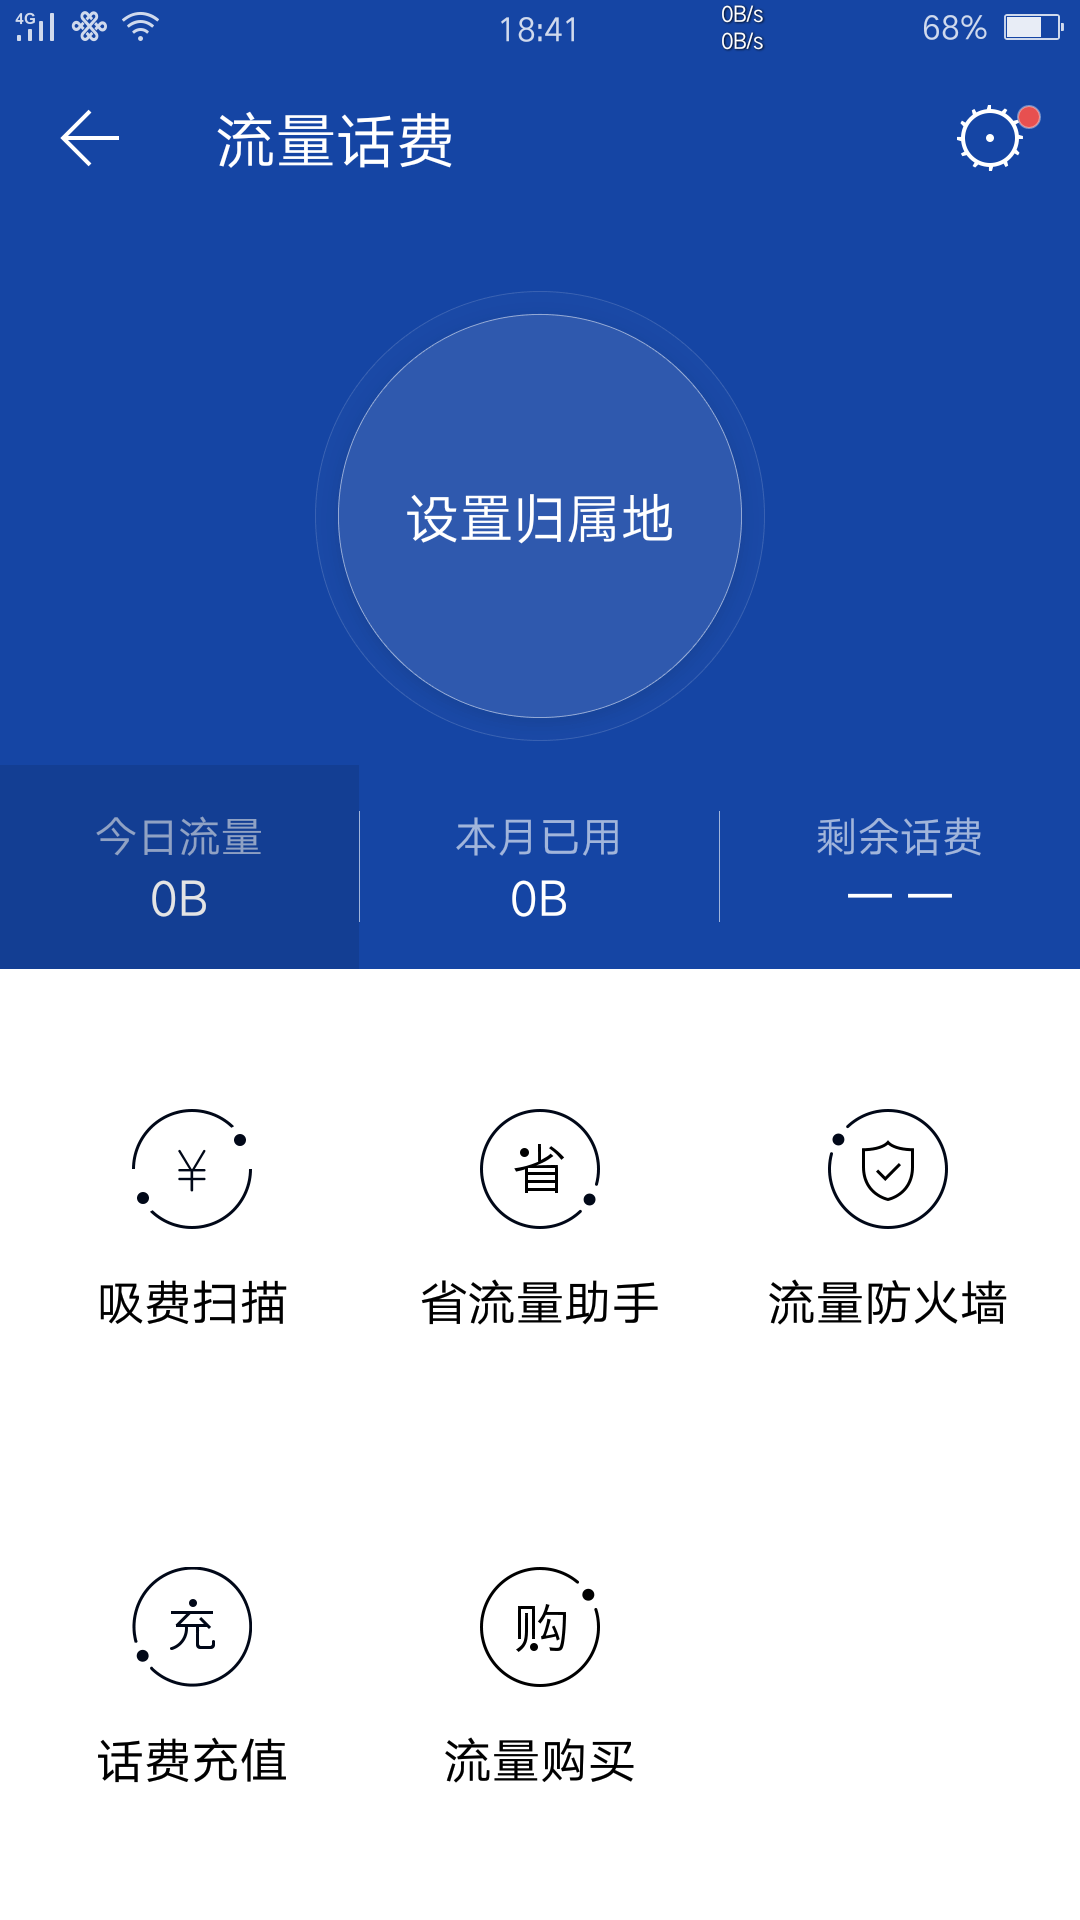 4G 18:41 0B/s 68%
0B/s
流量话费
设置归属地
今日流量 本月已用 剩余话费
0B 0B — —
¥ 省
吸费扫描 省流量助手 流量防火墙
充 购
话费充值 流量购买